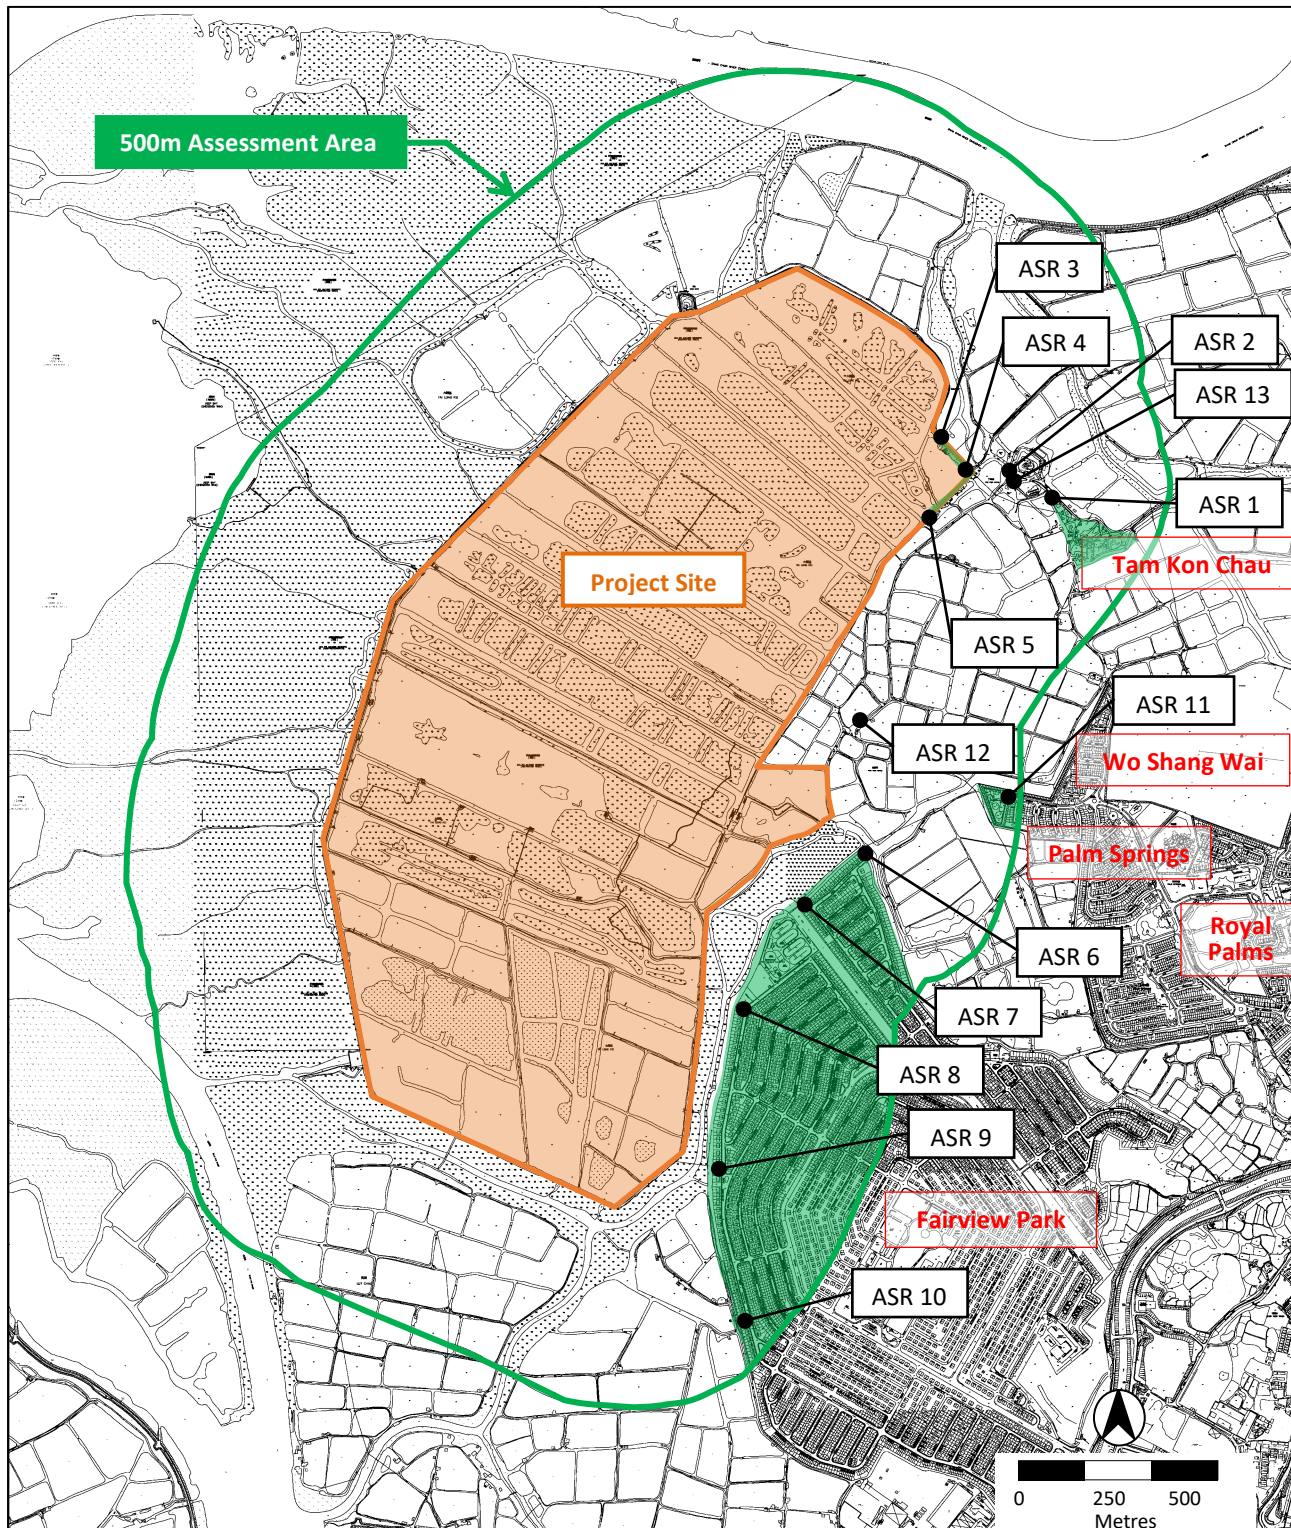 500m Assessment Area
ASR 3
ASR 4
ASR 2
ASR 13
ASR 1
Tam Kon Chau
Project Site
ASR 5
ASR 11
ASR 12
Wo Shang Wai
Palm Springs
Royal
Palms
ASR 6
ASR 7
ASR 8
ASR 9
Fairview Park
ASR 10
0 250 500
Metres